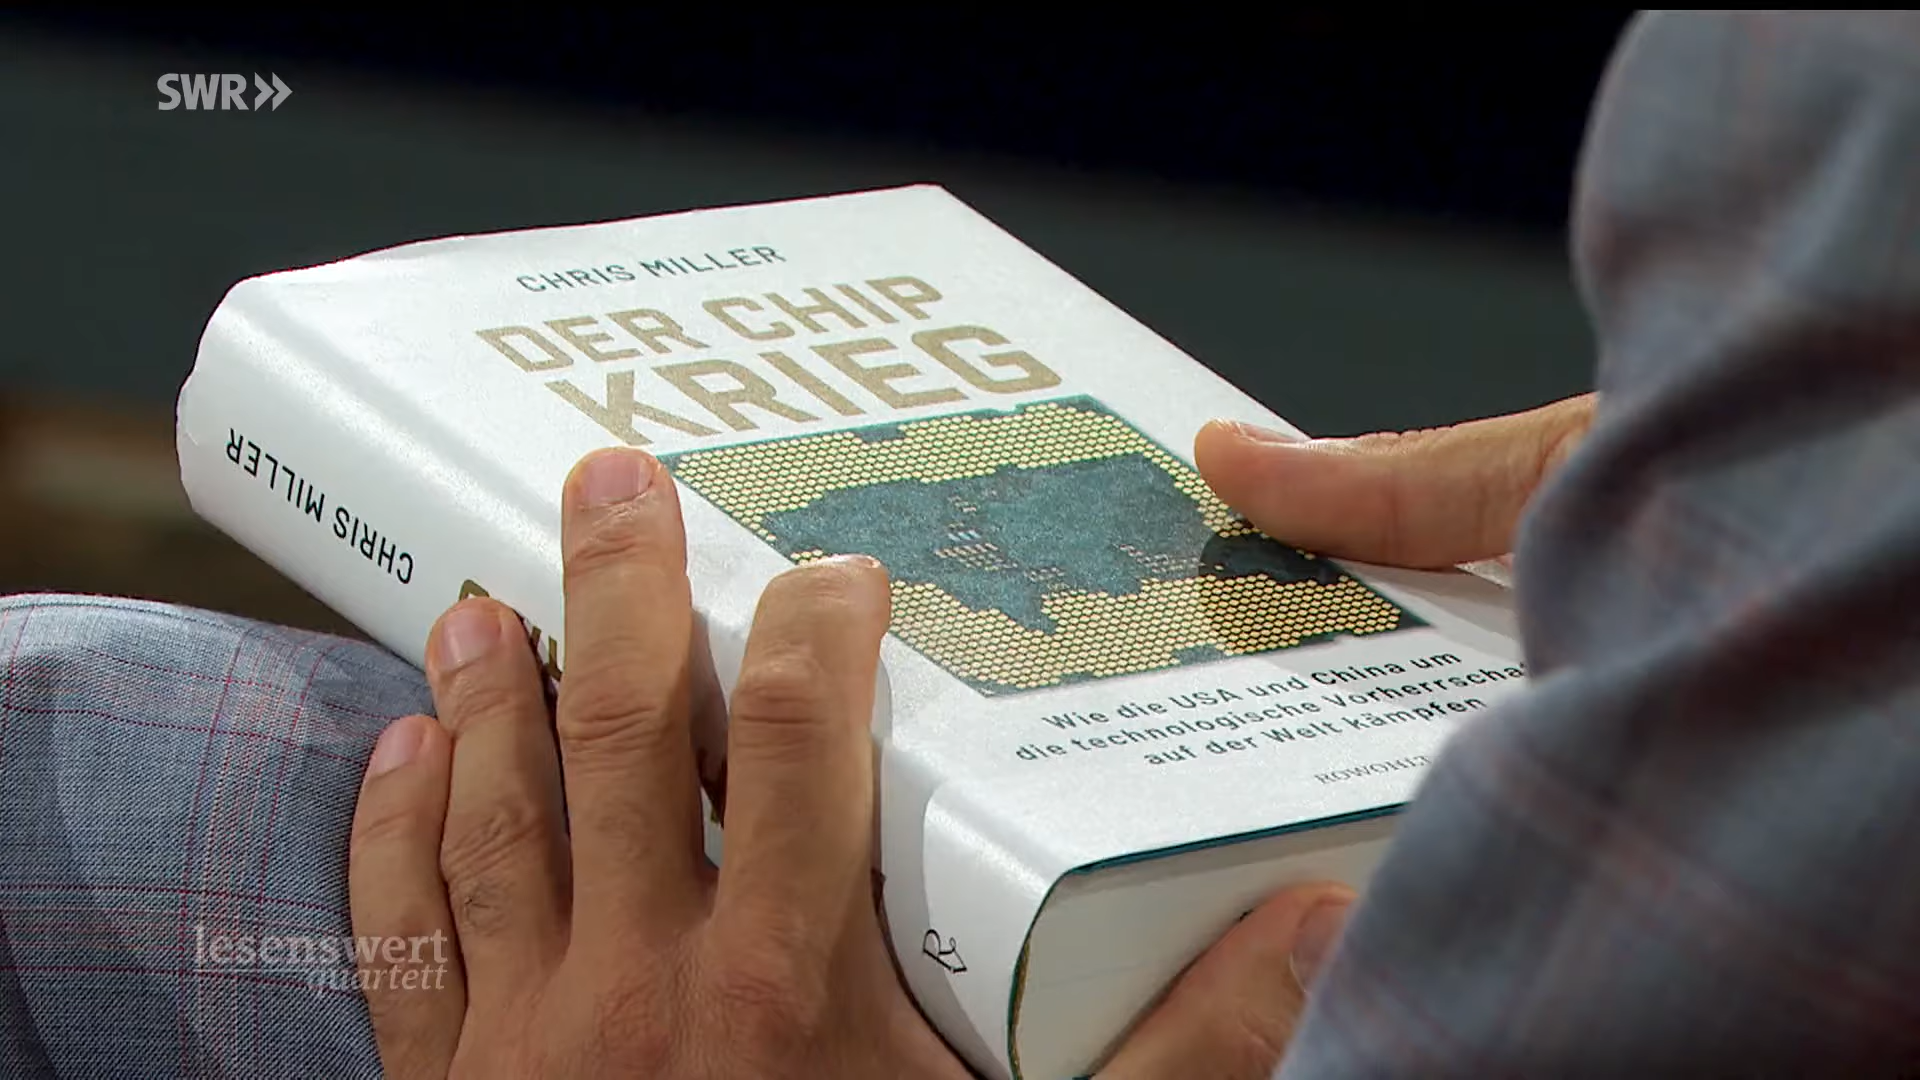 SWR
CHRIS MILLER
DER CHIP
KRIEG
Wie die USA und China um
die technologische
auf der Welt kämpfen
ROWOHLT
CHRIS MILLER
R
lesenswert
quartett